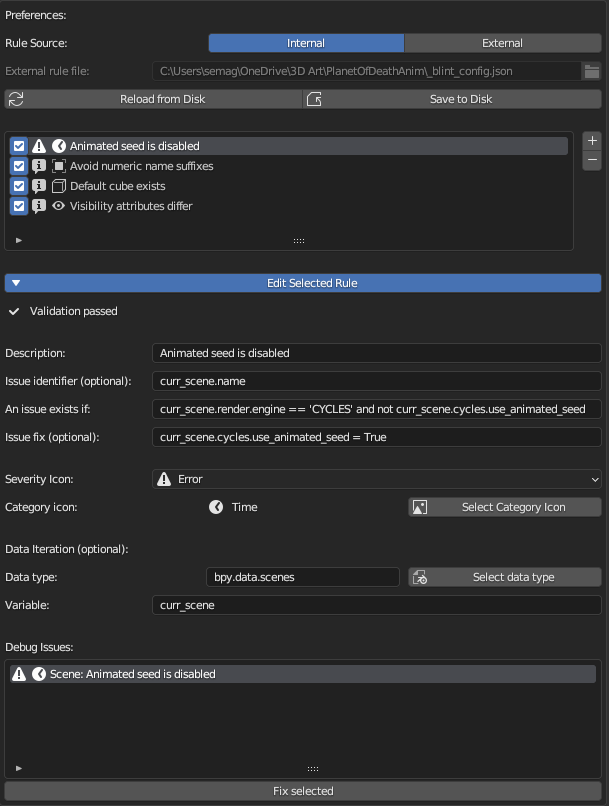 Preferences:
Rule Source: Internal External
External rule file: C:\Users\semag\OneDrive\3D Art\PlanetOfDeathAnim\_blint_config.json
Reload from Disk Save to Disk
Animated seed is disabled
Avoid numeric name suffixes
Default cube exists
Visibility attributes differ
Edit Selected Rule
Validation passed
Description: Animated seed is disabled
Issue identifier (optional): curr_scene.name
An issue exists if: curr_scene.render.engine == 'CYCLES' and not curr_scene.cycles.use_animated_seed
Issue fix (optional): curr_scene.cycles.use_animated_seed = True
Severity Icon: Error
Category icon: Time Select Category Icon
Data Iteration (optional):
Data type: bpy.data.scenes Select data type
Variable: curr_scene
Debug Issues:
Scene: Animated seed is disabled
Fix selected